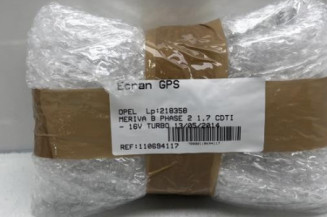 Ecran GPS
OPEL Lp:218358
MERIVA B PHASE 2 1.7 CDTI
- 16V TURBO 13/05/2014
REF:110694117